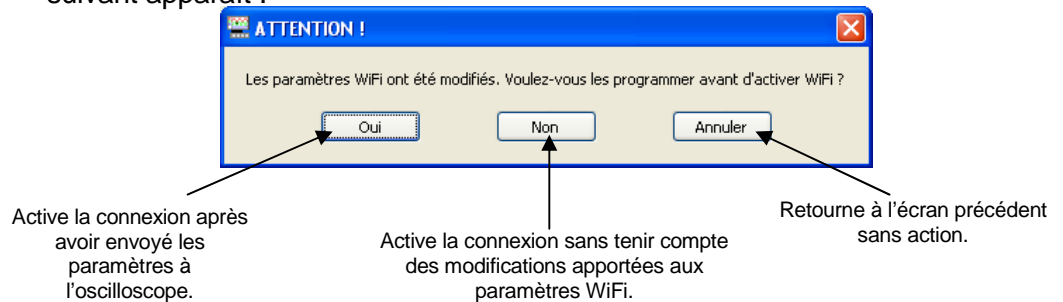 suivant apparaît :
ATTENTION !
Les paramètres WiFi ont été modifiés. Voulez-vous les programmer avant d'activer WiFi ?
Oui
Non
Annuler
Active la connexion après
avoir envoyé les
paramètres à
l'oscilloscope.
Active la connexion sans tenir compte
des modifications apportées aux
paramètres WiFi.
Retourne à l'écran précédent
sans action.